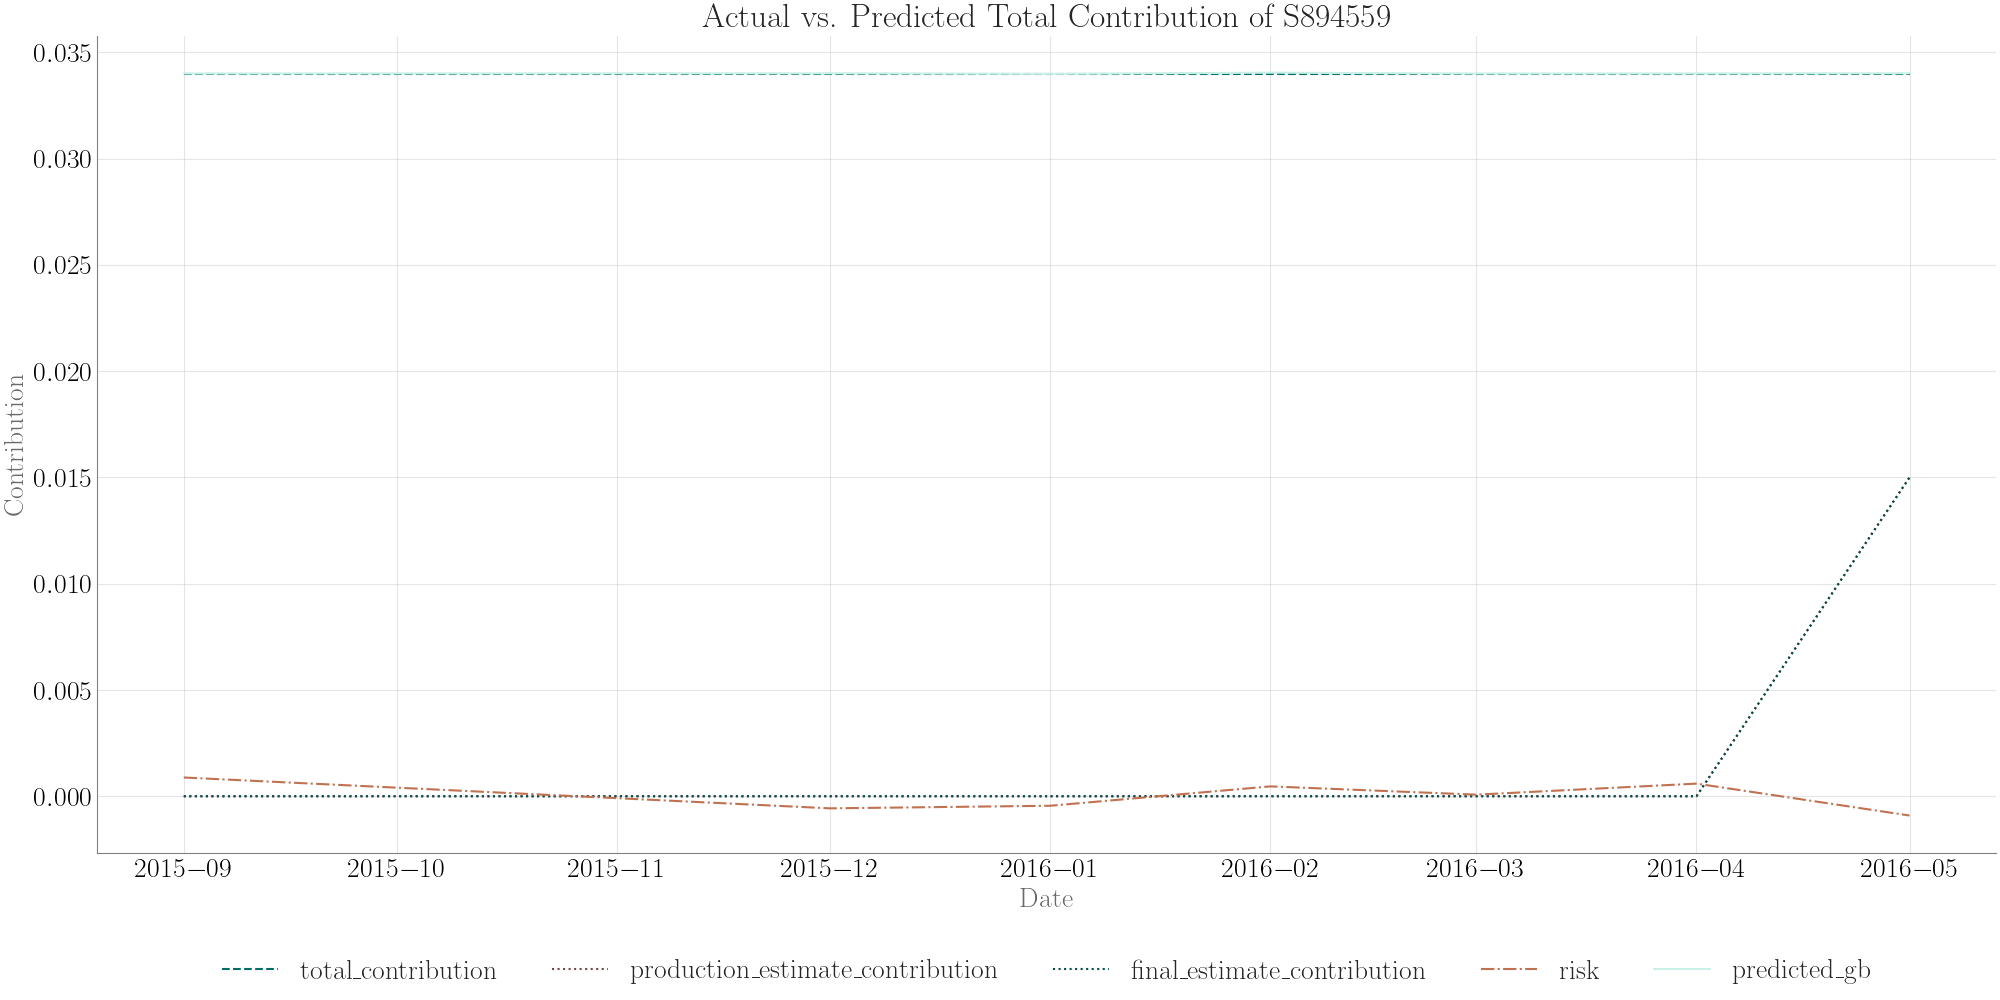 Actual vs. Predicted Total Contribution of S894559
0.035
0.030
0.025
0.020
0.015
0.010
0.005
0.000
Contribution
2015–09 2015–10 2015–11 2015–12 2016–01 2016–02 2016–03 2016–04 2016–05
Date
total_contribution production_estimate_contribution final_estimate_contribution risk predicted_gb